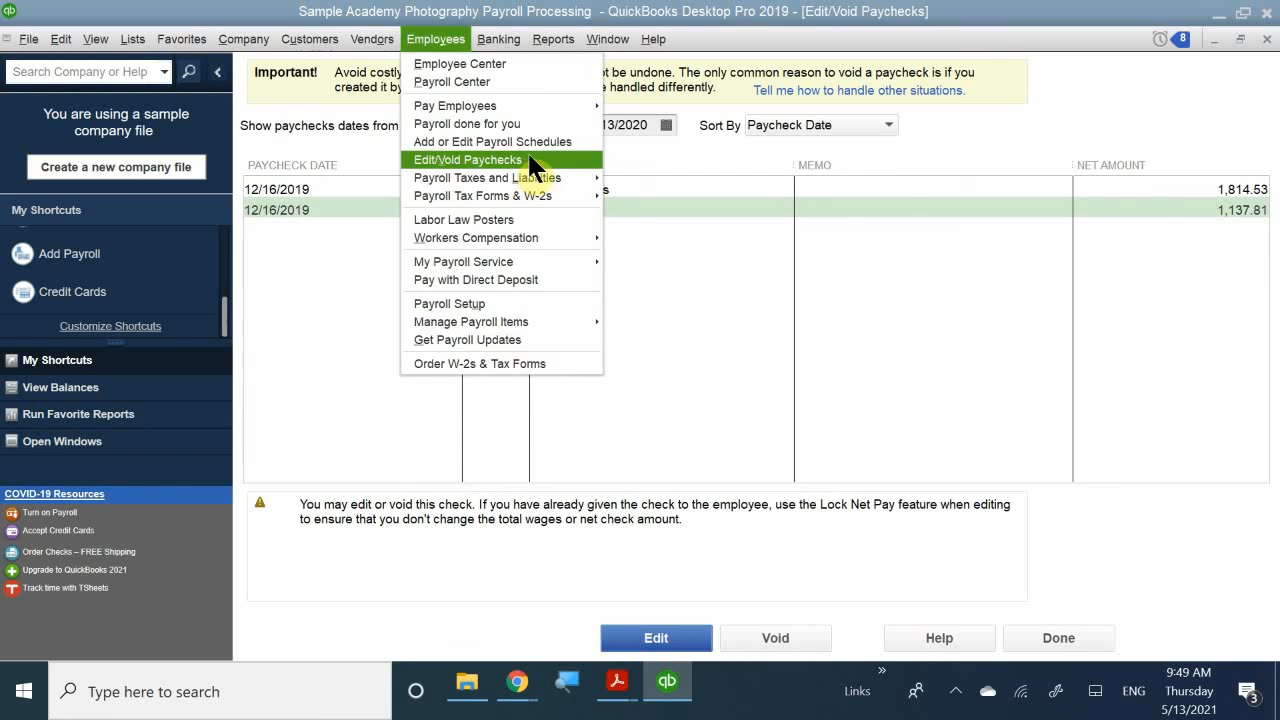 qb
Sample Academy Photography Payroll Processing - QuickBooks Desktop Pro 2019 - [Edit/Void Paychecks]
File Edit View Lists Favorites Company Customers Vendors Employees Banking Reports Window Help
8
Search Company or Help
You are using a sample
company file
Create a new company file
My Shortcuts
Add Payroll
Credit Cards
Customize Shortcuts
My Shortcuts
View Balances
Run Favorite Reports
Open Windows
COVID-19 Resources
Turn on Payroll
Accept Credit Cards
Order Checks – FREE Shipping
Upgrade to QuickBooks 2021
Track time with TSheets
Employee Center
Payroll Center
Pay Employees
Payroll done for you
Add or Edit Payroll Schedules
Edit/Void Paychecks
Payroll Taxes and Liabilities
Payroll Tax Forms & W-2s
Labor Law Posters
Workers Compensation
My Payroll Service
Pay with Direct Deposit
Payroll Setup
Manage Payroll Items
Get Payroll Updates
Order W-2s & Tax Forms
Important! Avoid costly ot be undone. The only common reason to void a paycheck is if you
created it by e handled differently. Tell me how to handle other situations.
Show paychecks dates from 13/2020 Sort By Paycheck Date
PAYCHECK DATE MEMO NET AMOUNT
12/16/2019 s 1,814.53
12/16/2019 1,137.81
You may edit or void this check. If you have already given the check to the employee, use the Lock Net Pay feature when editing
to ensure that you don't change the total wages or net check amount.
Edit Void Help Done
Type here to search
qb
Links
ENG
9:49 AM
Thursday
5/13/2021
3